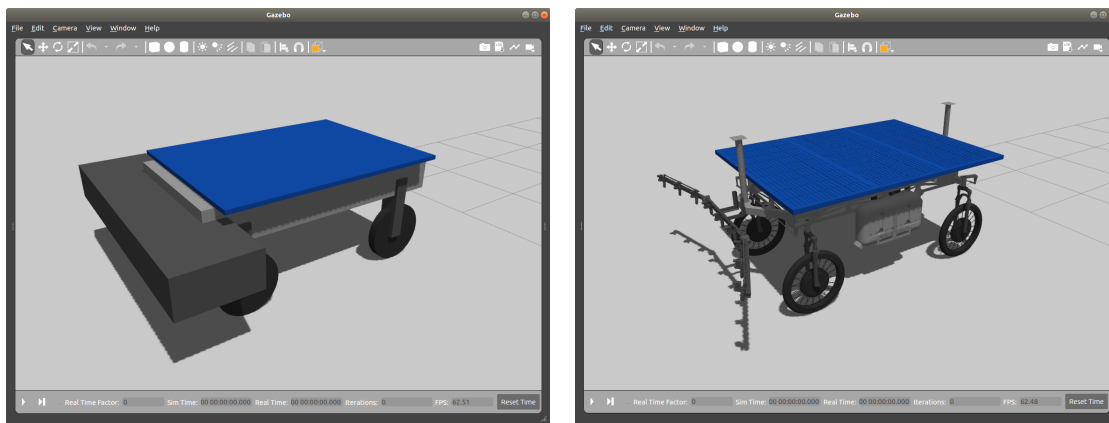 Gazebo
File Edit Camera View Window Help
Real Time Factor: 0 Sim Time: 00 00:00:00.000 Real Time: 00 00:00:00.000 Iterations: 0 FPS: 62.51 Reset Time
Gazebo
File Edit Camera View Window Help
Real Time Factor: 0 Sim Time: 00 00:00:00.000 Real Time: 00 00:00:00.000 Iterations: 0 FPS: 62.48 Reset Time